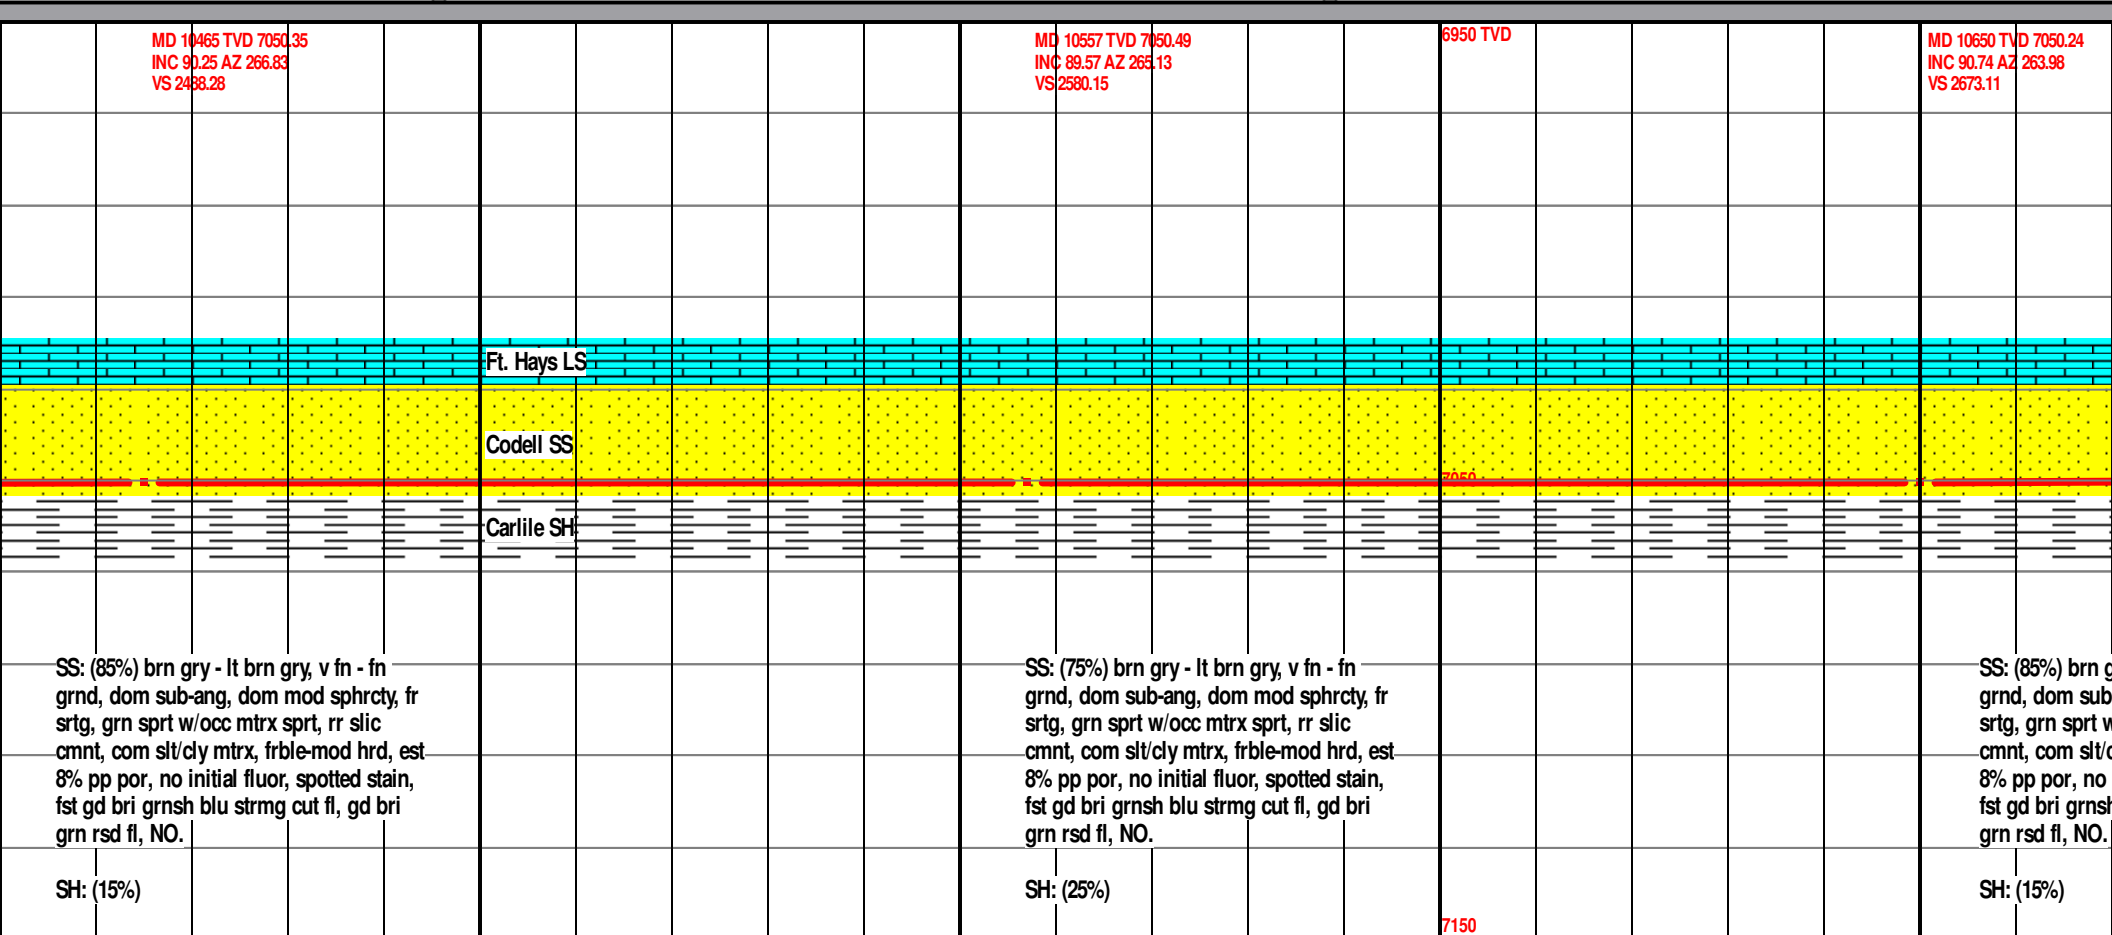 MD 10465 TVD 7050.35
INC 90.25 AZ 266.83
VS 2488.28
MD 10557 TVD 7050.49
INC 89.57 AZ 265.13
VS 2580.15
6950 TVD
MD 10650 TVD 7050.24
INC 90.74 AZ 263.98
VS 2673.11
Ft. Hays LS
Codell SS
7050
Carlile SH
SS: (85%) brn gry - lt brn gry, v fn - fn
grnd, dom sub-ang, dom mod sphrcty, fr
srtg, grn sprt w/occ mtrx sprt, rr slic
cmnt, com slt/cly mtrx, frble-mod hrd, est
8% pp por, no initial fluor, spotted stain,
fst gd bri grnsh blu strmg cut fl, gd bri
grn rsd fl, NO.
SH: (15%)
SS: (75%) brn gry - lt brn gry, v fn - fn
grnd, dom sub-ang, dom mod sphrcty, fr
srtg, grn sprt w/occ mtrx sprt, rr slic
cmnt, com slt/cly mtrx, frble-mod hrd, est
8% pp por, no initial fluor, spotted stain,
fst gd bri grnsh blu strmg cut fl, gd bri
grn rsd fl, NO.
SH: (25%)
7150
SS: (85%) brn g
grnd, dom sub
srtg, grn sprt w
cmnt, com slt/c
8% pp por, no
fst gd bri grnsh
grn rsd fl, NO.
SH: (15%)